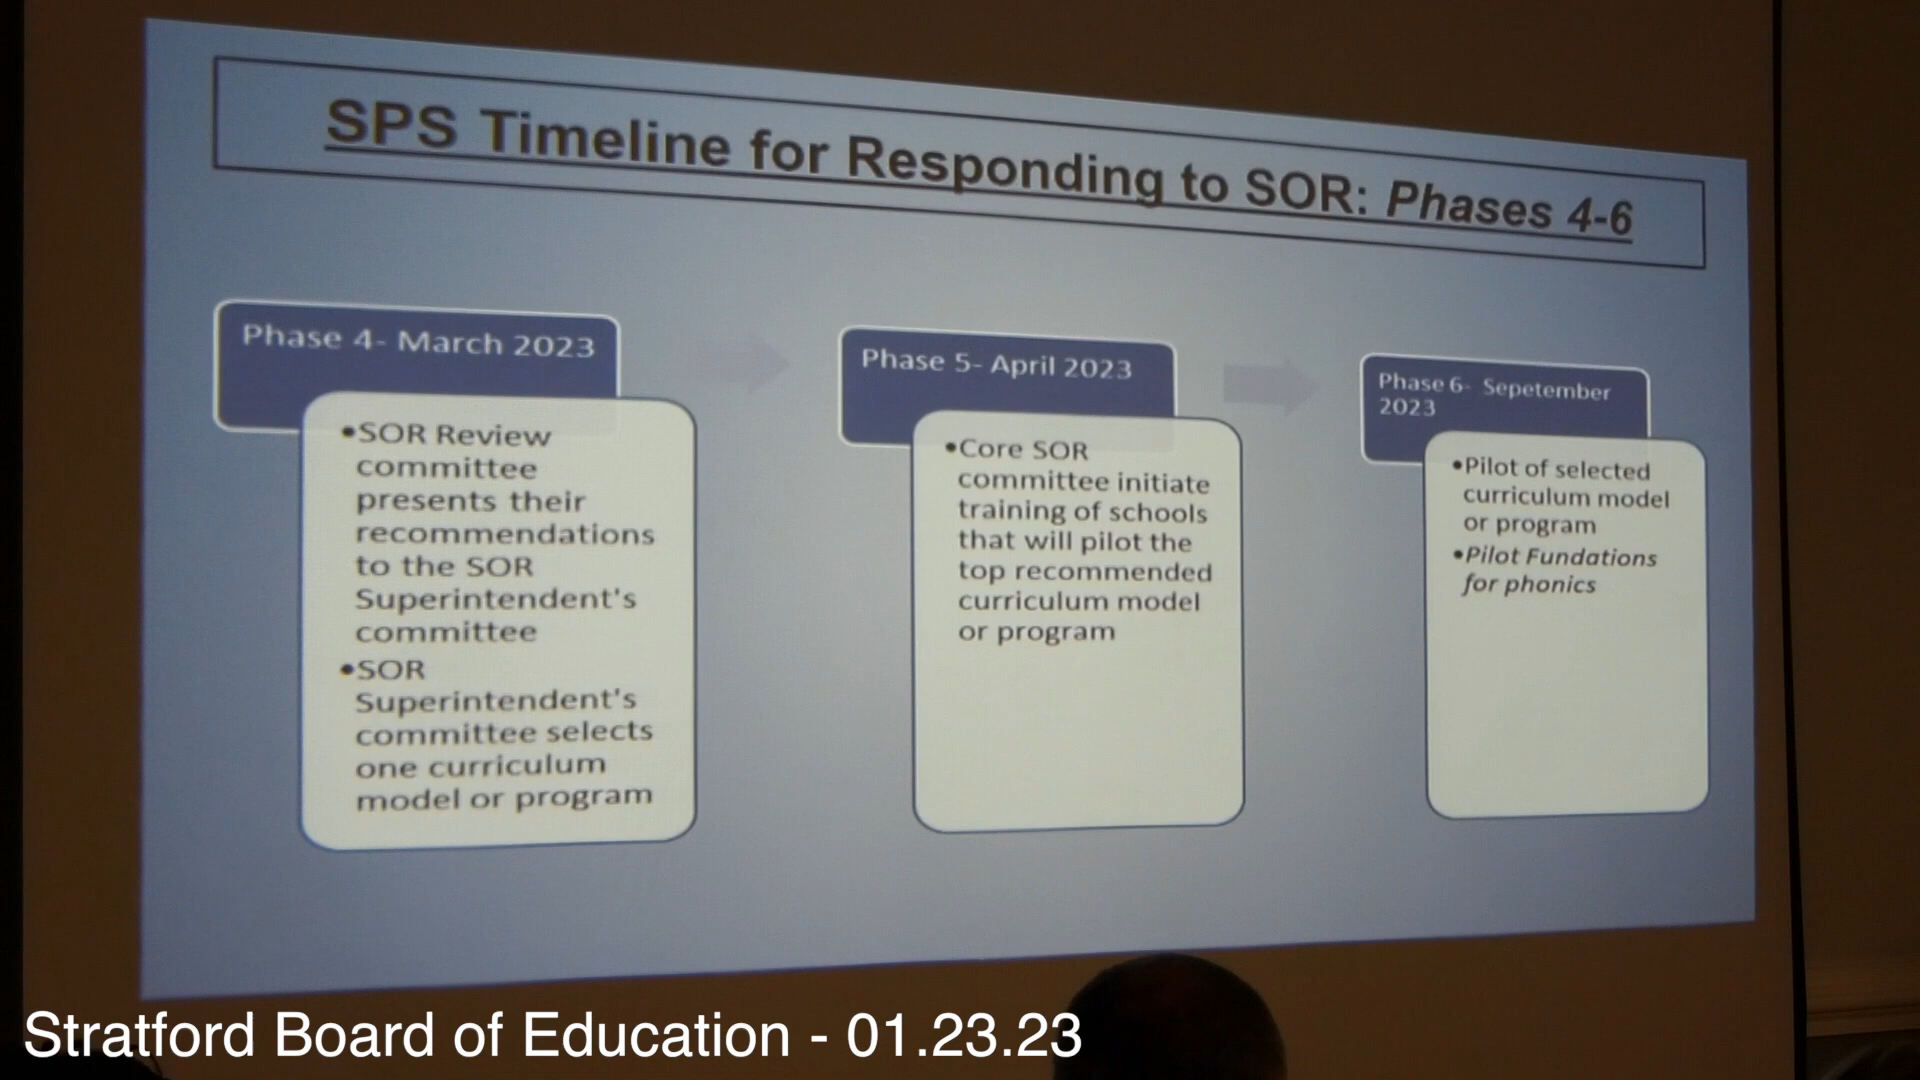 SPS Timeline for Responding to SOR: Phases 4-6
Phase 4- March 2023
•SOR Review
committee
presents their
recommendations
to the SOR
Superintendent's
committee
•SOR
Superintendent's
committee selects
one curriculum
model or program
Phase 5- April 2023
•Core SOR
committee initiate
training of schools
that will pilot the
top recommended
curriculum model
or program
Phase 6- Sepetember
2023
•Pilot of selected
curriculum model
or program
•Pilot Fundations
for phonics
Stratford Board of Education - 01.23.23